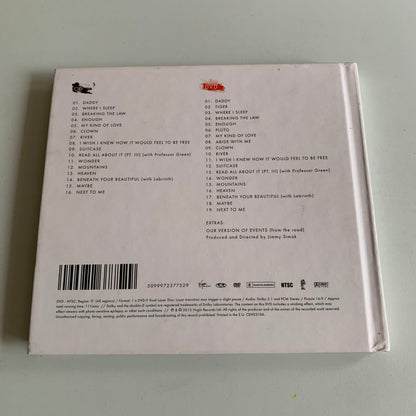 01. DADDY
02. WHERE I SLEEP
03. BREAKING THE LAW
04. ENOUGH
05. MY KIND OF LOVE
06. CLOWN
07. RIVER
08. I WISH I KNEW HOW IT WOULD FEEL TO BE FREE
09. SUITCASE
10. READ ALL ABOUT IT (PT. III) (with Professor Green)
11. WONDER
12. MOUNTAINS
13. HEAVEN
14. BENEATH YOUR BEAUTIFUL (with Labrinth)
15. MAYBE
16. NEXT TO ME
DVD
01. DADDY
02. TIGER
03. WHERE I SLEEP
04. BREAKING THE LAW
05. ENOUGH
06. PLUTO
07. MY KIND OF LOVE
08. ABIDE WITH ME
09. CLOWN
10. RIVER
11. I WISH I KNEW HOW IT WOULD FEEL TO BE FREE
12. SUITCASE
13. READ ALL ABOUT IT (PT. III) (with Professor Green)
14. WONDER
15. MOUNTAINS
16. HEAVEN
17. BENEATH YOUR BEAUTIFUL (with Labrinth)
18. MAYBE
19. NEXT TO ME
EXTRAS:
OUR VERSION OF EVENTS (from the road)
Produced and Directed by Jimmy Simak
5099972377529
NTSC